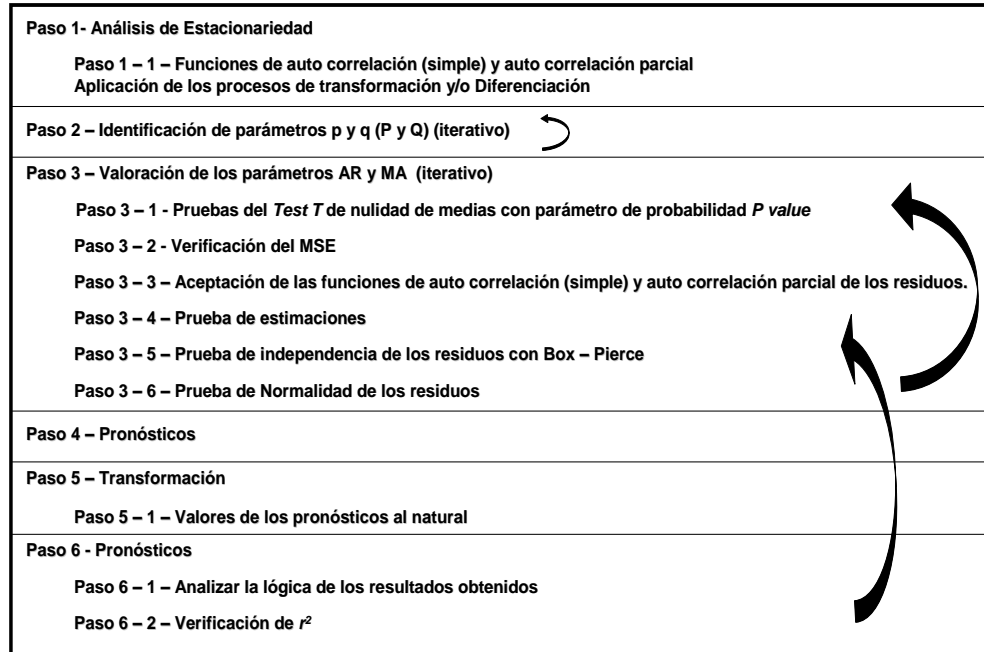 Paso 1- Análisis de Estacionariedad
Paso 1 – 1 – Funciones de auto correlación (simple) y auto correlación parcial
Aplicación de los procesos de transformación y/o Diferenciación
Paso 2 – Identificación de parámetros p y q (P y Q) (iterativo)
Paso 3 – Valoración de los parámetros AR y MA (iterativo)
Paso 3 – 1 - Pruebas del Test T de nulidad de medias con parámetro de probabilidad P value
Paso 3 – 2 - Verificación del MSE
Paso 3 – 3 – Aceptación de las funciones de auto correlación (simple) y auto correlación parcial de los residuos.
Paso 3 – 4 – Prueba de estimaciones
Paso 3 – 5 – Prueba de independencia de los residuos con Box – Pierce
Paso 3 – 6 – Prueba de Normalidad de los residuos
Paso 4 – Pronósticos
Paso 5 – Transformación
Paso 5 – 1 – Valores de los pronósticos al natural
Paso 6 - Pronósticos
Paso 6 – 1 – Analizar la lógica de los resultados obtenidos
Paso 6 – 2 – Verificación de r²